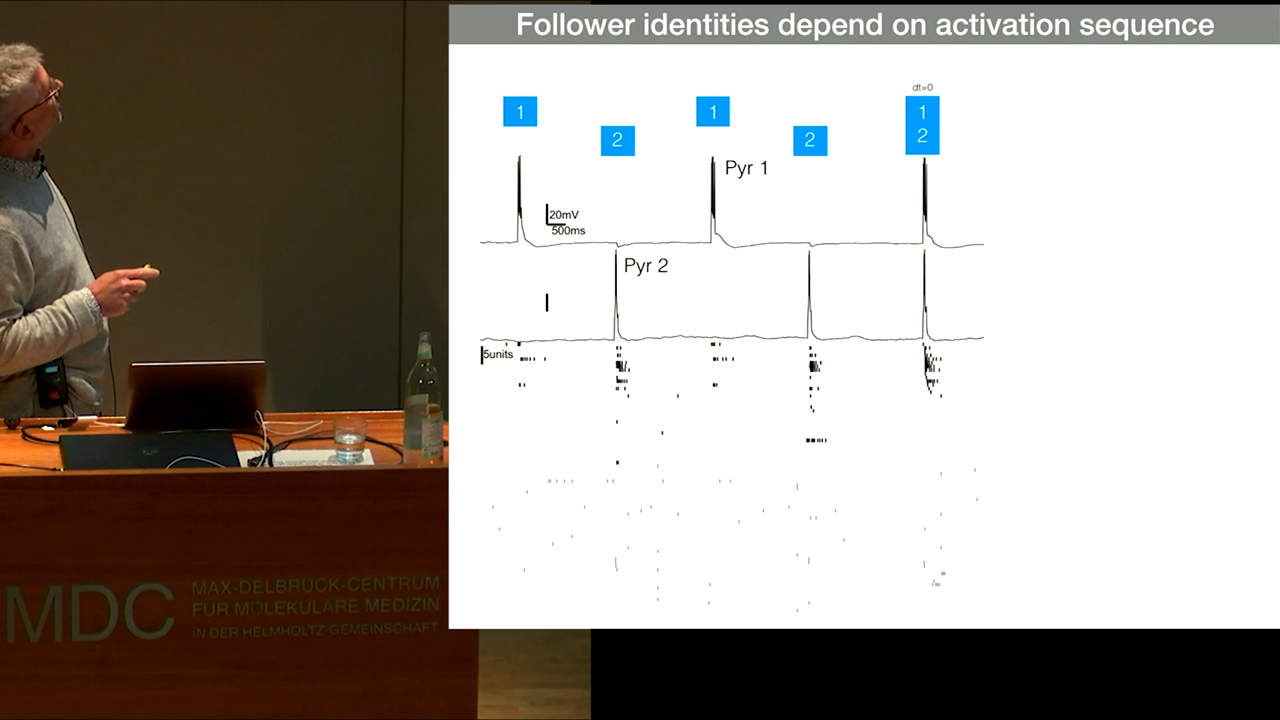 Follower identities depend on activation sequence
dt=0
1
1
1
2
2
2
Pyr 1
20mV
500ms
Pyr 2
5units
MDC
MAX-DELBRÜCK-CENTRUM
FÜR MOLEKULARE MEDIZIN
IN DER HELMHOLTZ GEMEINSCHAFT